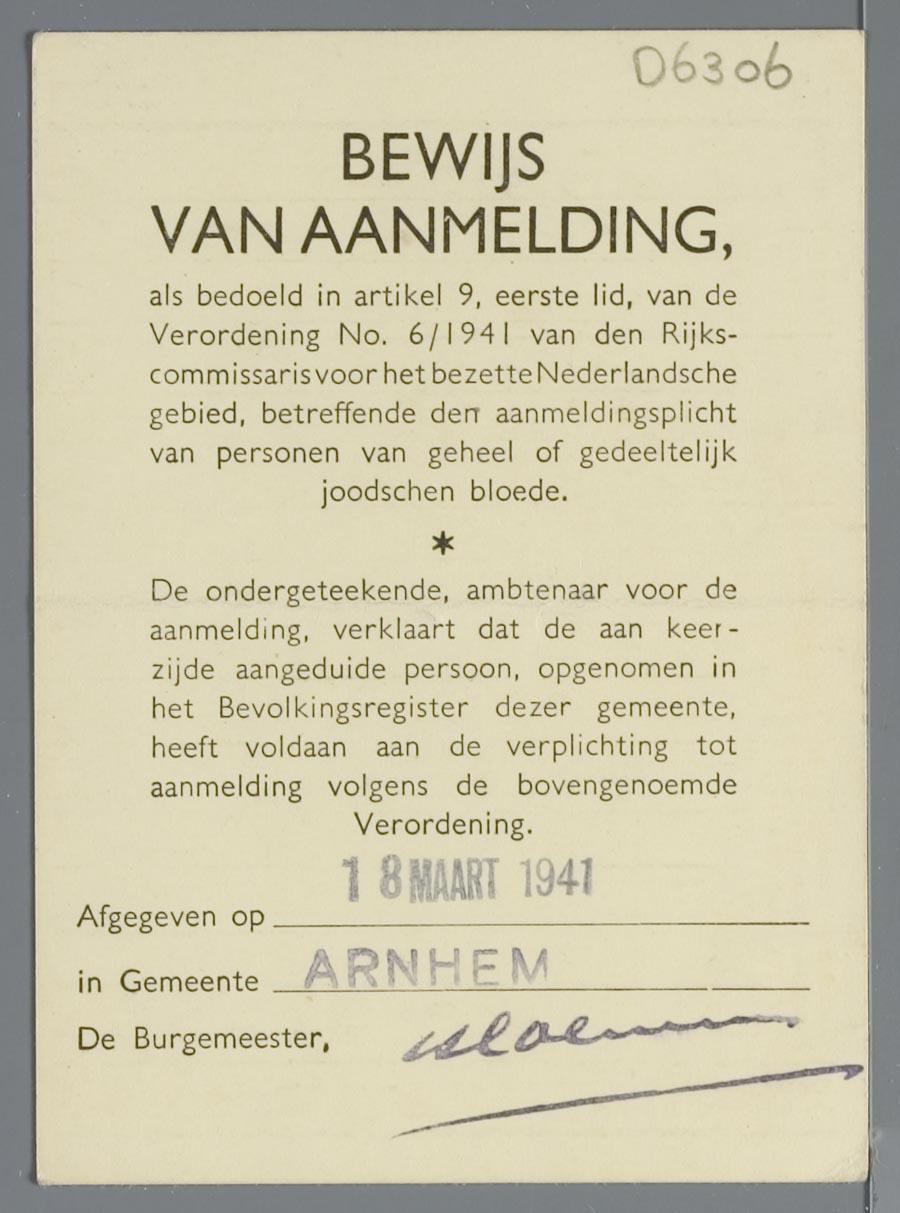 D6306
BEWIJS
VAN AANMELDING,
als bedoeld in artikel 9, eerste lid, van de
Verordening No. 6/1941 van den Rijks-
commissaris voor het bezette Nederlandsche
gebied, betreffende den aanmeldingsplicht
van personen van geheel of gedeeltelijk
joodschen bloede.
*
De ondergeteekende, ambtenaar voor de
aanmelding, verklaart dat de aan keer-
zijde aangeduide persoon, opgenomen in
het Bevolkingsregister dezer gemeente,
heeft voldaan aan de verplichting tot
aanmelding volgens de bovengenoemde
Verordening.
Afgegeven op 18 MAART 1941
in Gemeente ARNHEM
De Burgemeester,